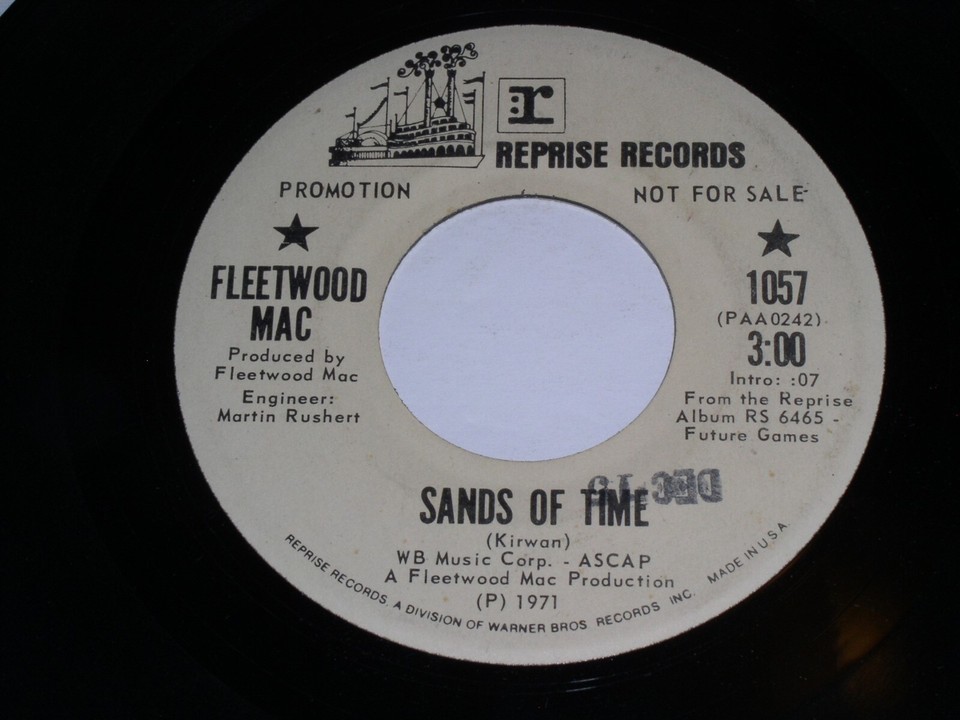 r
REPRISE RECORDS
PROMOTION
NOT FOR SALE
FLEETWOOD
MAC
Produced by
Fleetwood Mac
Engineer:
Martin Rushert
1057
(PAA0242)
3:00
Intro: :07
From the Reprise
Album RS 6465 -
Future Games
DEC
SANDS OF TIME
(Kirwan)
WB Music Corp. - ASCAP
A Fleetwood Mac Production
(P) 1971
REPRISE RECORDS, A DIVISION OF WARNER BROS. RECORDS INC. MADE IN U.S.A.